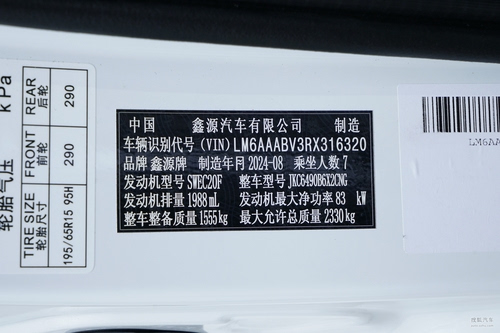 中国 鑫源汽车有限公司 制造
车辆识别代号(VIN) LM6AAABV3RX316320
品牌 鑫源牌 制造年月 2024-08 乘坐人数 7
发动机型号 SWEC20F 整车型号 JKC6490B6X2CNG
发动机排量 1988 mL 发动机最大净功率 83 kW
整车整备质量 1555 kg 最大允许总质量 2330 kg
轮胎气压 kPa
TIRE SIZE 轮胎尺寸 FRONT 前轮 REAR 后轮
195/65R15 95H 290 290
LM6AA
搜狐汽车